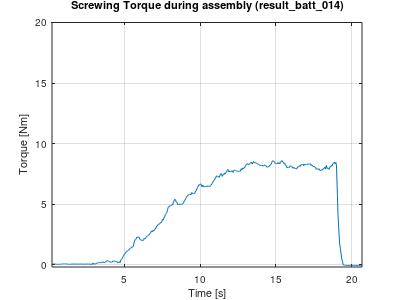 Screwing Torque during assembly (result_batt_014)
20
15
10
5
0
Torque [Nm]
5 10 15 20
Time [s]